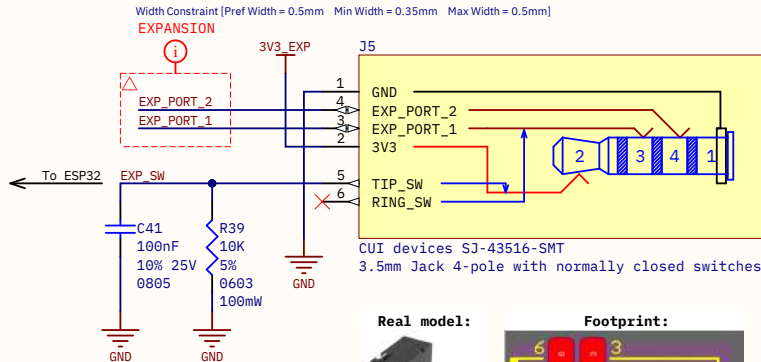 Width Constraint [Pref Width = 0.5mm Min Width = 0.35mm Max Width = 0.5mm]
EXPANSION
i
3V3_EXP
J5
1 GND
EXP_PORT_2 4 EXP_PORT_2
EXP_PORT_1 3 EXP_PORT_1
2 3V3
2 3 4 1
To ESP32 EXP_SW 5 TIP_SW
6 RING_SW
C41
100nF
10% 25V
0805
R39
10K
5%
0603
100mW
GND
CUI devices SJ-43516-SMT
3.5mm Jack 4-pole with normally closed switches
Real model: Footprint:
6 3
GND GND